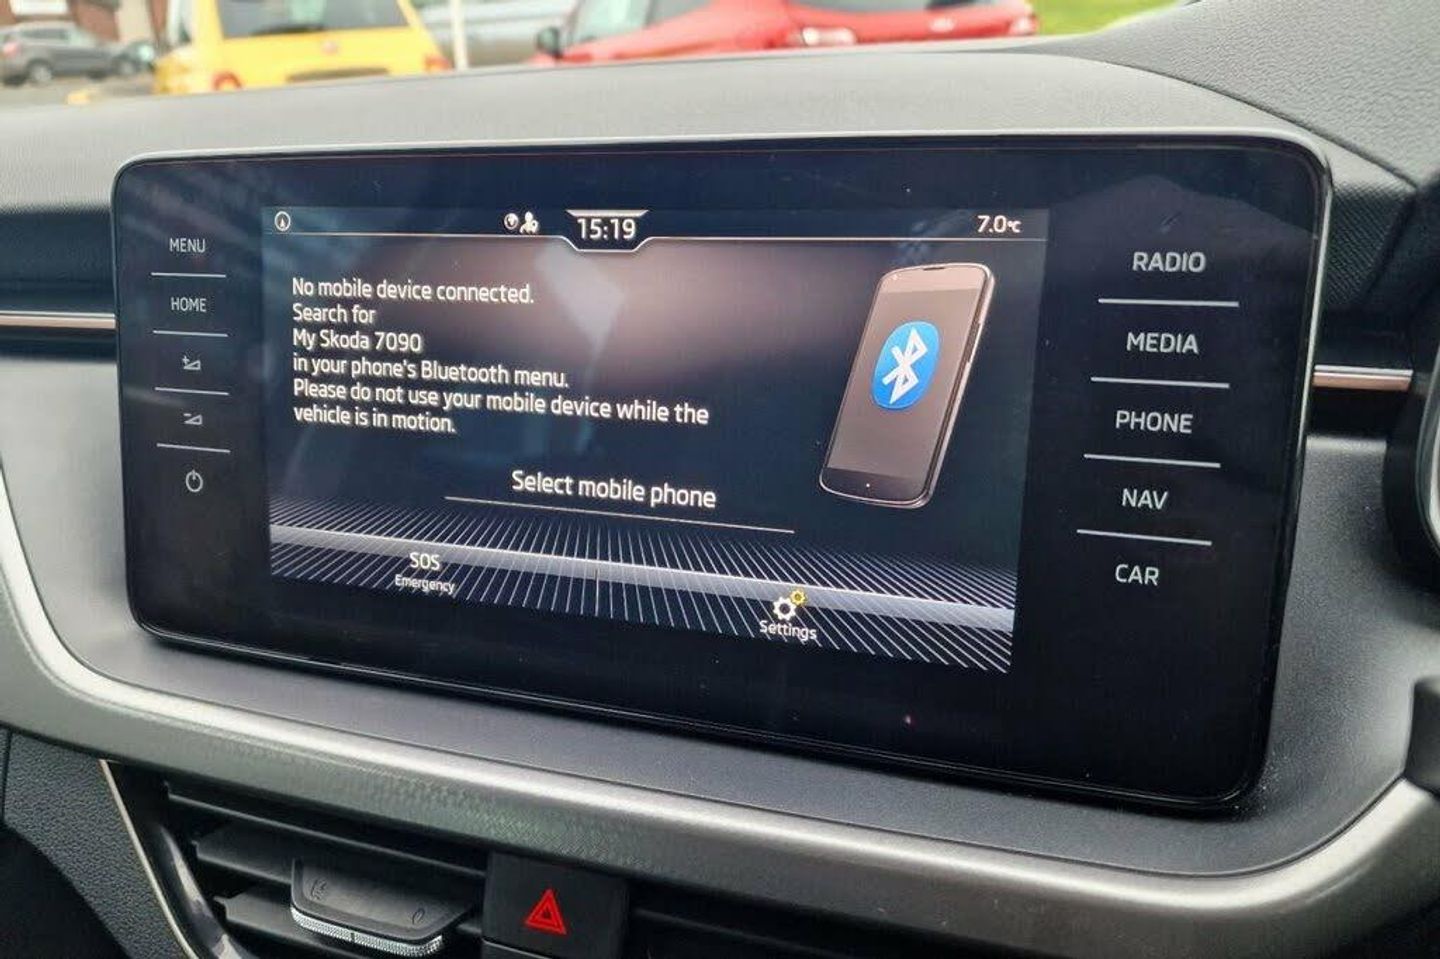 15:19
7.0°C
MENU
HOME
No mobile device connected.
Search for
My Skoda 7090
in your phone's Bluetooth menu.
Please do not use your mobile device while the
vehicle is in motion.
Select mobile phone
SOS
Emergency
Settings
RADIO
MEDIA
PHONE
NAV
CAR